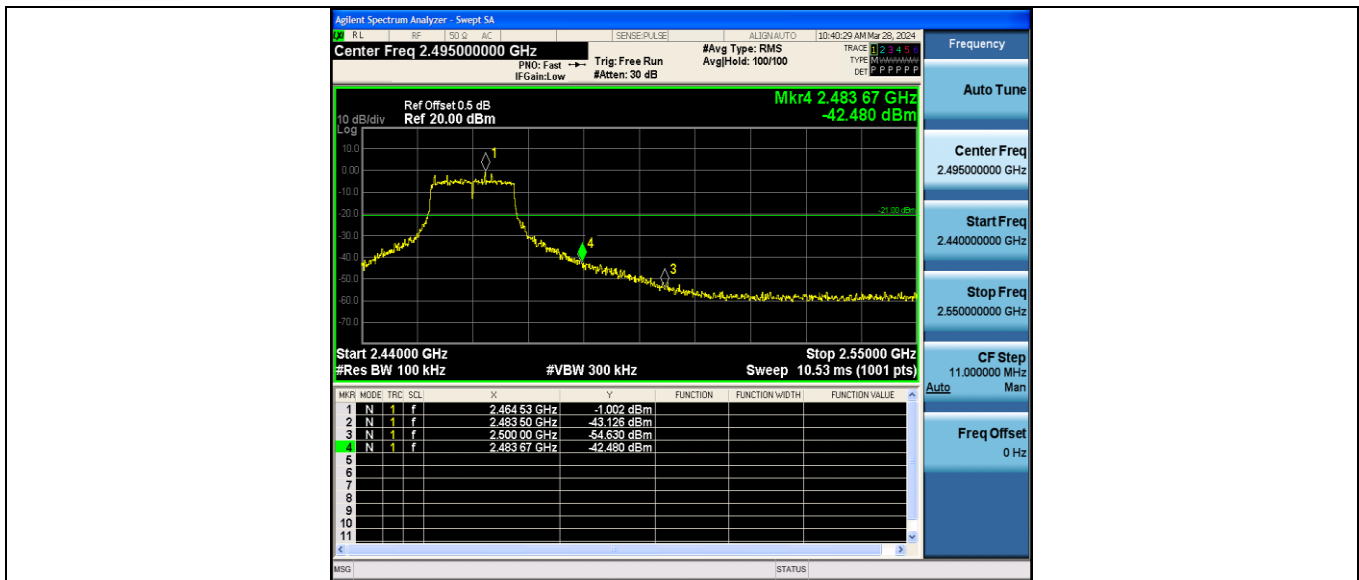 Agilent Spectrum Analyzer - Swept SA
RL RF 50 Ω AC SENSE:PULSE ALIGNAUTO 10:40:29 AM Mar 28, 2024
Center Freq 2.495000000 GHz
PNO: Fast
IFGain:Low
Trig: Free Run
#Atten: 30 dB
#Avg Type: RMS
Avg|Hold: 100/100
TRACE 1 2 3 4 5 6
TYPE M
DET P P P P P P
Ref Offset 0.5 dB
10 dB/div Ref 20.00 dBm
Log
Mkr4 2.483 67 GHz
-42.480 dBm
10.0
0.00
-10.0
-20.0
-30.0
-40.0
-50.0
-60.0
-70.0
1
4
3
-21.00 dBm
Start 2.44000 GHz Stop 2.55000 GHz
#Res BW 100 kHz #VBW 300 kHz Sweep 10.53 ms (1001 pts)
MKR MODE TRC SCL X Y FUNCTION FUNCTION WIDTH FUNCTION VALUE
1 N 1 f 2.464 53 GHz -1.002 dBm
2 N 1 f 2.483 50 GHz -43.126 dBm
3 N 1 f 2.500 00 GHz -54.630 dBm
4 N 1 f 2.483 67 GHz -42.480 dBm
5
6
7
8
9
10
11
MSG STATUS
Frequency
Auto Tune
Center Freq
2.495000000 GHz
Start Freq
2.440000000 GHz
Stop Freq
2.550000000 GHz
CF Step
11.000000 MHz
Auto Man
Freq Offset
0 Hz